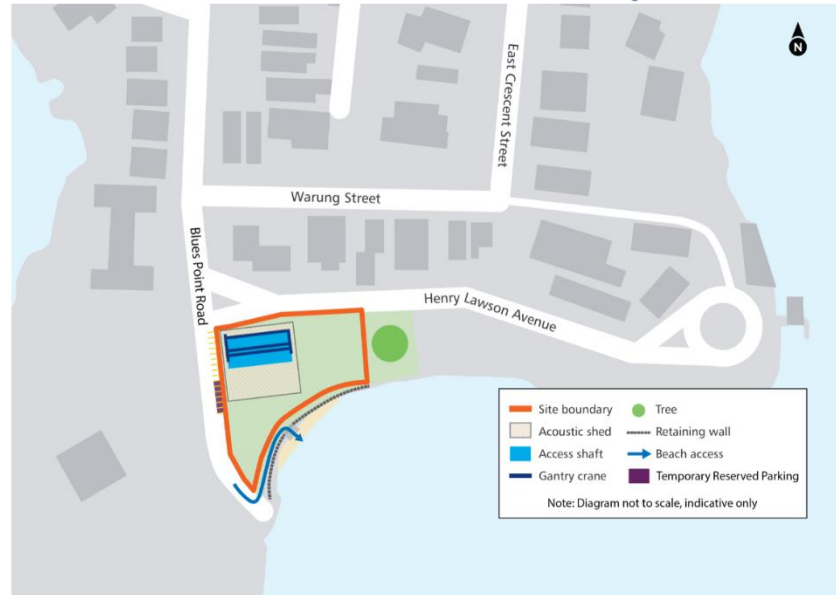 N
East Crescent Street
Warung Street
Blues Point Road
Henry Lawson Avenue
Site boundary
Tree
Acoustic shed
Retaining wall
Access shaft
Beach access
Gantry crane
Temporary Reserved Parking
Note: Diagram not to scale, indicative only